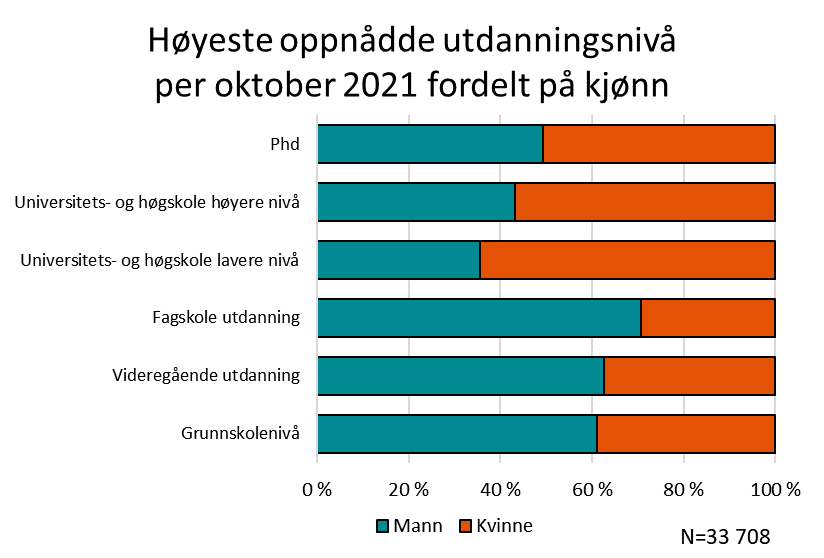 Høyeste oppnådde utdanningsnivå
per oktober 2021 fordelt på kjønn
Phd
Universitets- og høgskole høyere nivå
Universitets- og høgskole lavere nivå
Fagskole utdanning
Videregående utdanning
Grunnskolenivå
0 % 20 % 40 % 60 % 80 % 100 %
Mann Kvinne
N=33 708